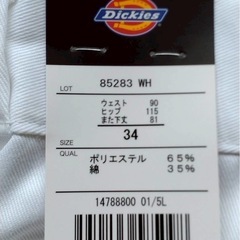 Dickies
LOT 85283 WH
ウェスト 90
ヒップ 115
また下丈 81
SIZE 34
QUAL
ポリエステル 65%
綿 35%
14788800 01/5L